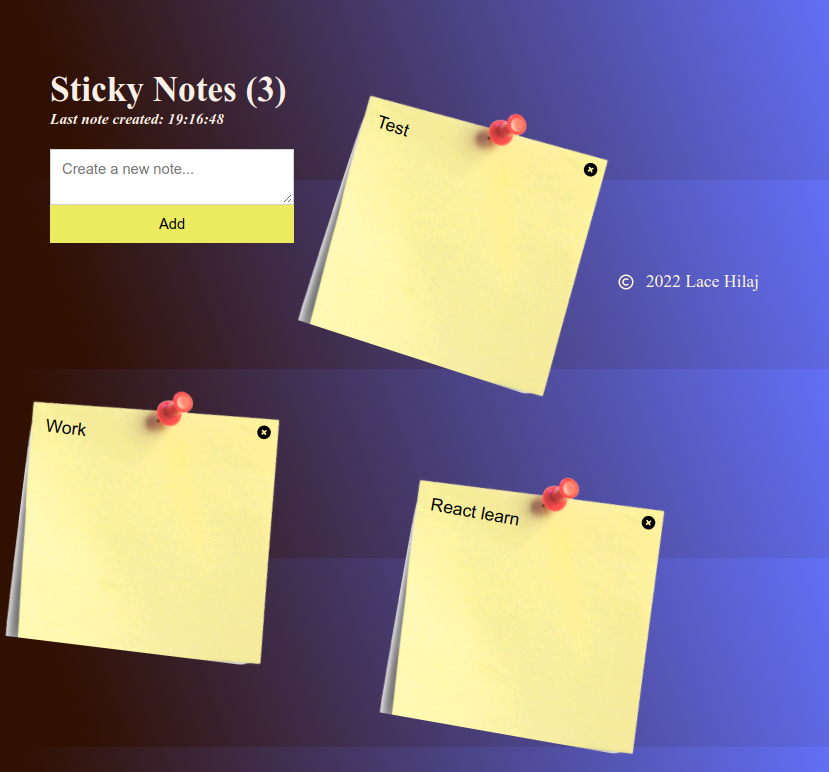 Sticky Notes (3)
Last note created: 19:16:48
Create a new note...
Add
Test
© 2022 Lace Hilaj
Work
React learn